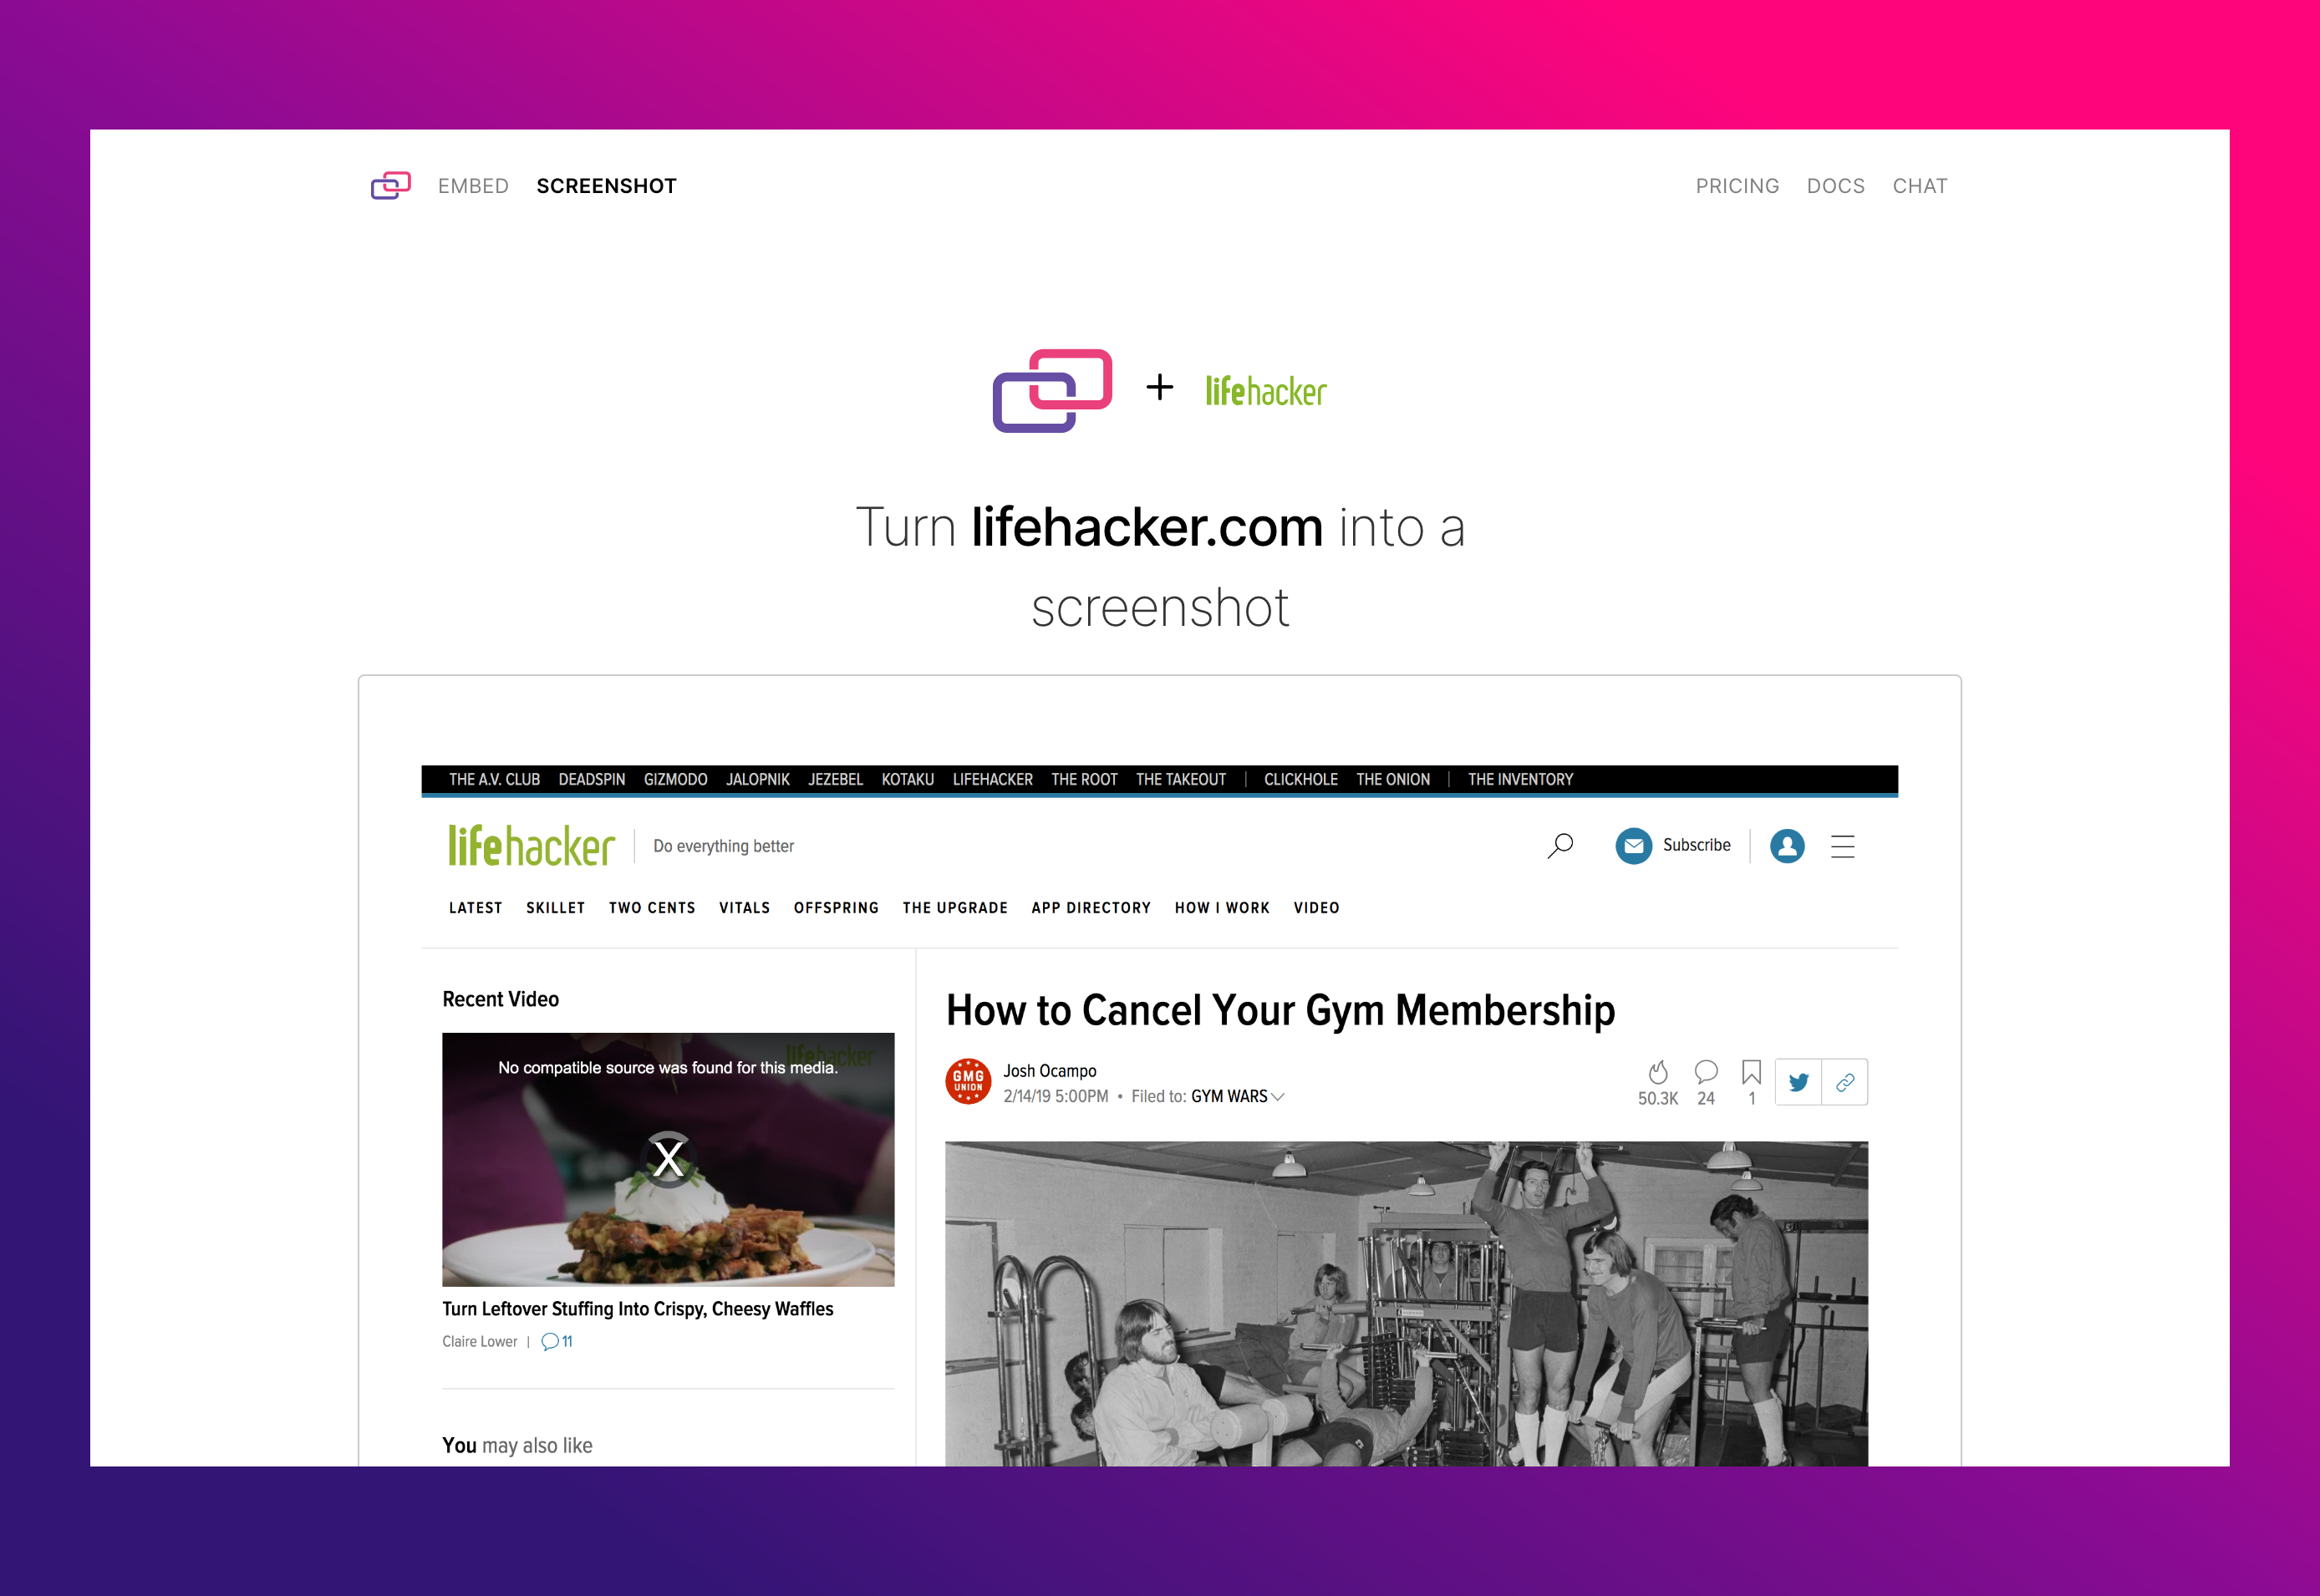 EMBED SCREENSHOT PRICING DOCS CHAT
+ lifehacker
Turn lifehacker.com into a
screenshot
THE A.V. CLUB DEADSPIN GIZMODO JALOPNIK JEZEBEL KOTAKU LIFEHACKER THE ROOT THE TAKEOUT | CLICKHOLE THE ONION | THE INVENTORY
lifehacker | Do everything better Subscribe
LATEST SKILLET TWO CENTS VITALS OFFSPRING THE UPGRADE APP DIRECTORY HOW I WORK VIDEO
Recent Video
lifehacker
No compatible source was found for this media.
X
Turn Leftover Stuffing Into Crispy, Cheesy Waffles
Claire Lower | 11
You may also like
How to Cancel Your Gym Membership
GMG
UNION
Josh Ocampo
2/14/19 5:00PM • Filed to: GYM WARS
50.3K 24 1